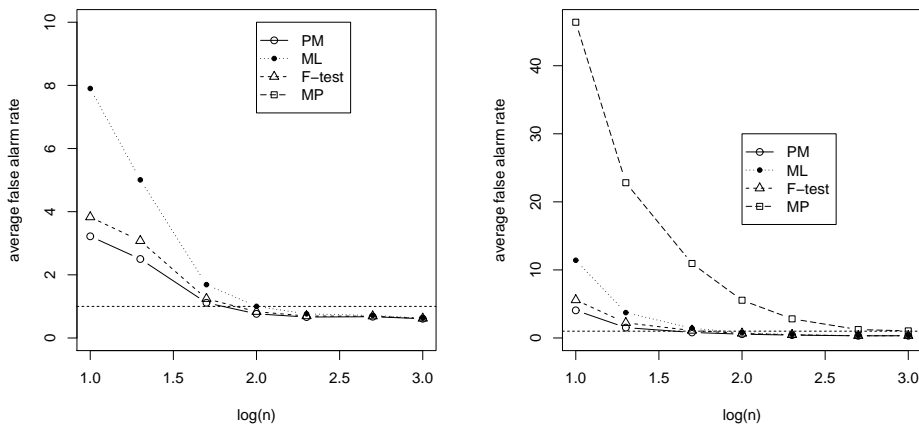 average false alarm rate
10
8
6
4
2
0
PM
ML
F−test
MP
1.0 1.5 2.0 2.5 3.0
log(n)
average false alarm rate
40
30
20
10
0
PM
ML
F−test
MP
1.0 1.5 2.0 2.5 3.0
log(n)